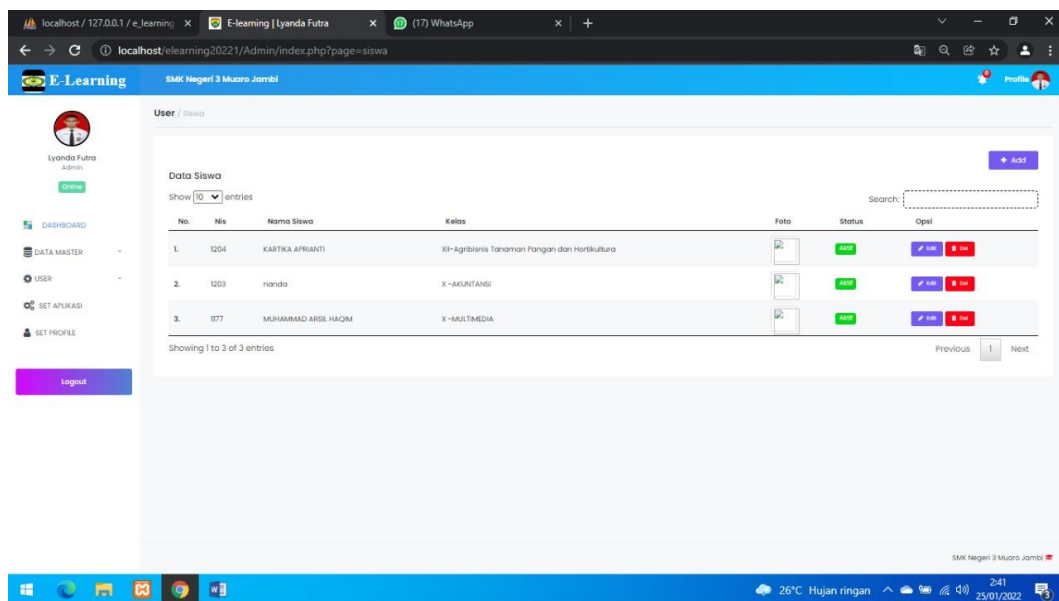 localhost / 127.0.0.1 / e_learning
E-learning | Lyanda Futra
(17) WhatsApp
localhost/elearning20221/Admin/index.php?page=siswa
E-Learning
SMK Negeri 3 Muaro Jambi
Profile
User / Siswa
Lyanda Futra
Admin
Online
DASHBOARD
DATA MASTER
USER
SET APLIKASI
SET PROFILE
Logout
+ Add
Data Siswa
Show 10 entries
Search:
No. Nis Nama Siswa Kelas Foto Status Opsi
1. 1204 KARTIKA APRIANTI XII-Agribisnis Tanaman Pangan dan Hortikultura Aktif Edit Del
2. 1203 nanda X -AKUNTANSI Aktif Edit Del
3. 1177 MUHAMMAD ARSIL HAQIM X -MULTIMEDIA Aktif Edit Del
Showing 1 to 3 of 3 entries
Previous 1 Next
SMK Negeri 3 Muaro Jambi
26°C Hujan ringan
2:41
25/01/2022